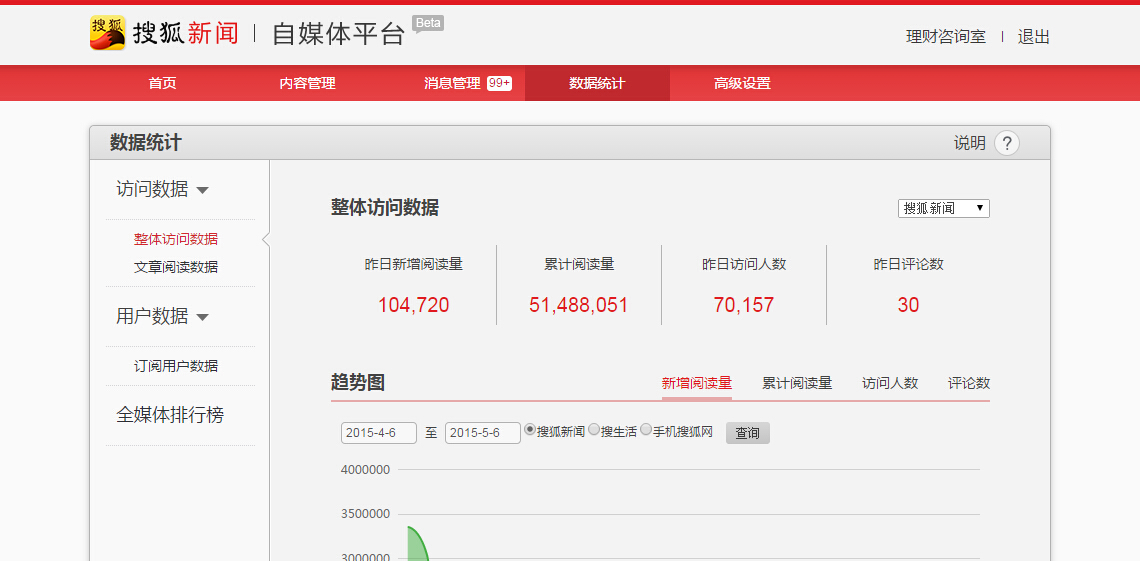 搜狐 搜狐新闻 自媒体平台 Beta
理财咨询室 退出
首页 内容管理 消息管理 99+ 数据统计 高级设置
数据统计 说明 ?
访问数据
整体访问数据
文章阅读数据
用户数据
订阅用户数据
全媒体排行榜
整体访问数据 搜狐新闻
昨日新增阅读量 累计阅读量 昨日访问人数 昨日评论数
104,720 51,488,051 70,157 30
趋势图 新增阅读量 累计阅读量 访问人数 评论数
2015-4-6 至 2015-5-6 搜狐新闻 搜生活 手机搜狐网 查询
4000000
3500000
3000000